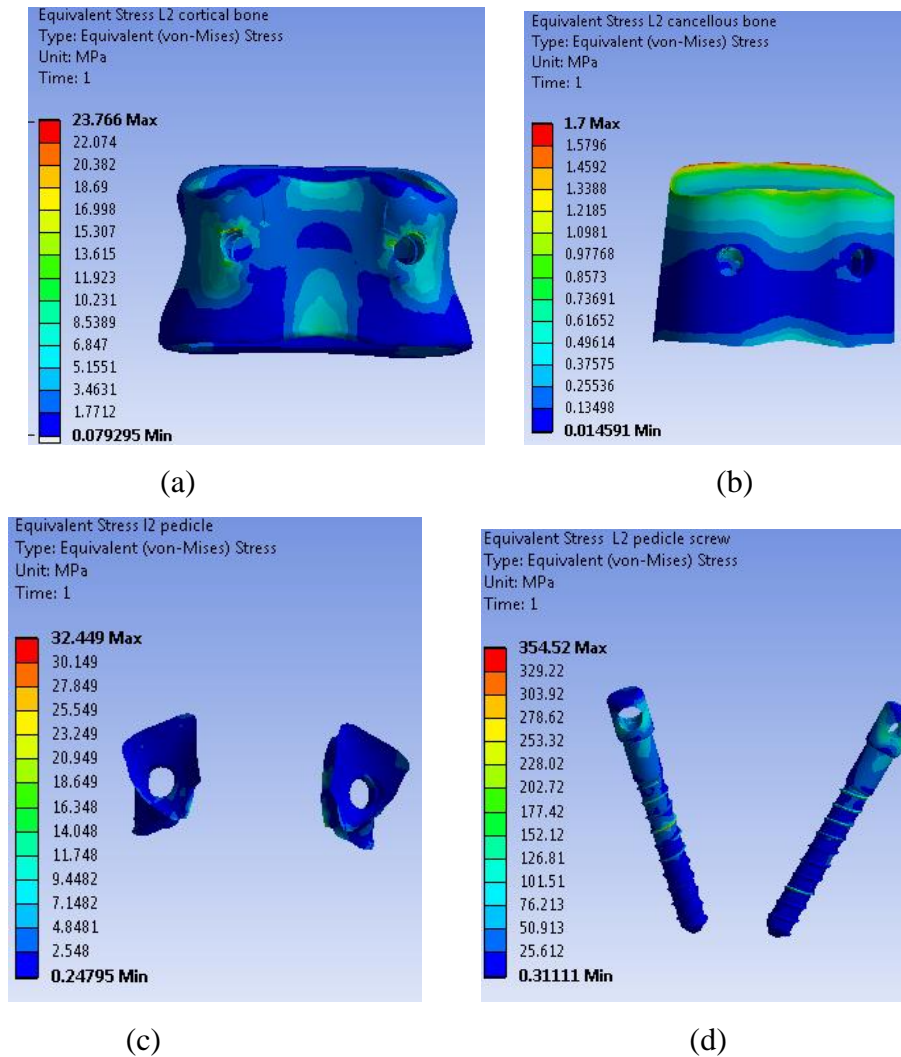 Equivalent Stress L2 cortical bone
Type: Equivalent (von-Mises) Stress
Unit: MPa
Time: 1
23.766 Max
22.074
20.382
18.69
16.998
15.307
13.615
11.923
10.231
8.5389
6.847
5.1551
3.4631
1.7712
0.079295 Min
(a)
Equivalent Stress L2 cancellous bone
Type: Equivalent (von-Mises) Stress
Unit: MPa
Time: 1
1.7 Max
1.5796
1.4592
1.3388
1.2185
1.0981
0.97768
0.8573
0.73691
0.61652
0.49614
0.37575
0.25536
0.13498
0.014591 Min
(b)
Equivalent Stress l2 pedicle
Type: Equivalent (von-Mises) Stress
Unit: MPa
Time: 1
32.449 Max
30.149
27.849
25.549
23.249
20.949
18.649
16.348
14.048
11.748
9.4482
7.1482
4.8481
2.548
0.24795 Min
(c)
Equivalent Stress L2 pedicle screw
Type: Equivalent (von-Mises) Stress
Unit: MPa
Time: 1
354.52 Max
329.22
303.92
278.62
253.32
228.02
202.72
177.42
152.12
126.81
101.51
76.213
50.913
25.612
0.31111 Min
(d)